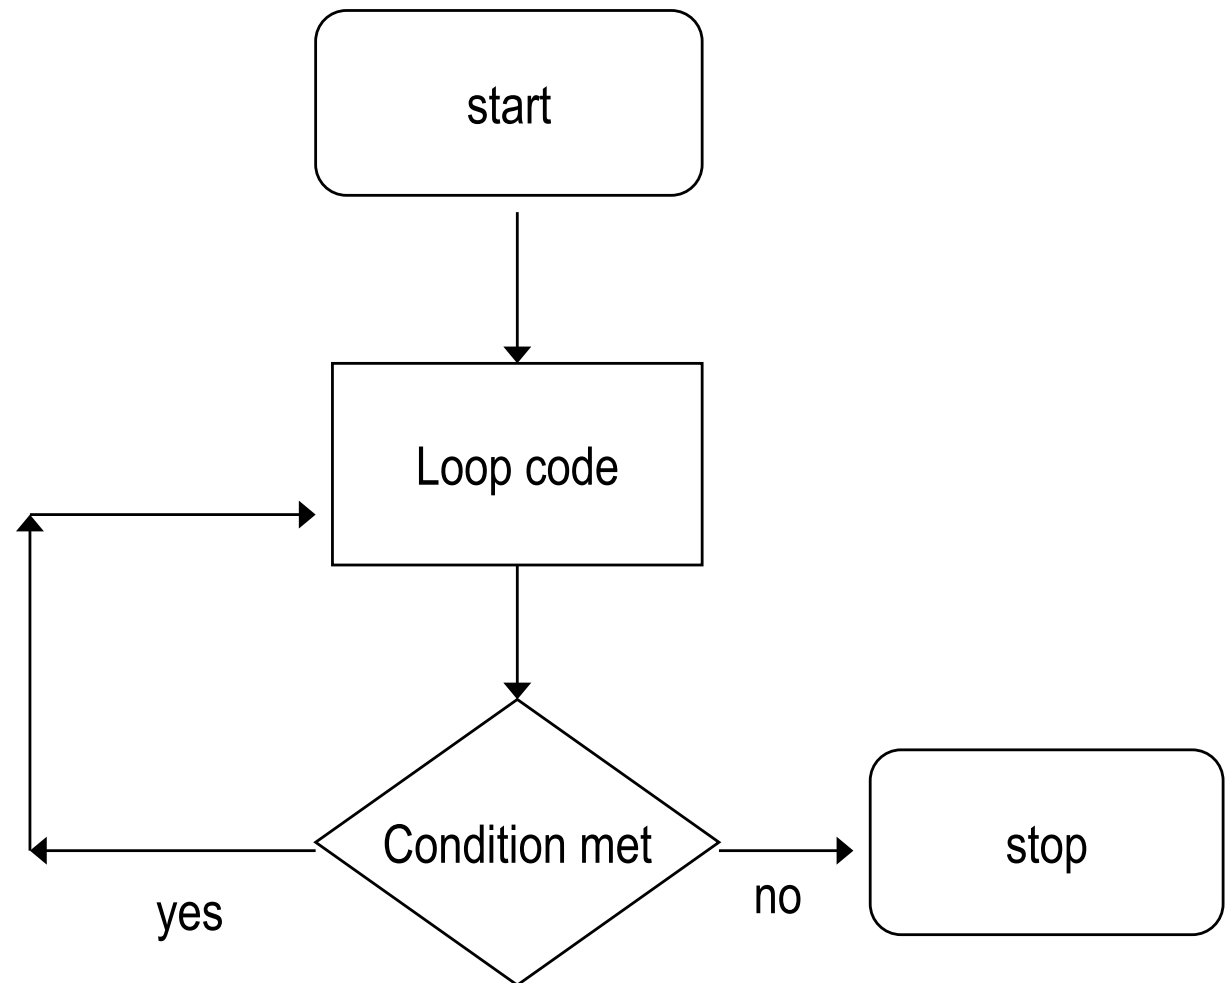 start
Loop code
Condition met
yes
no
stop